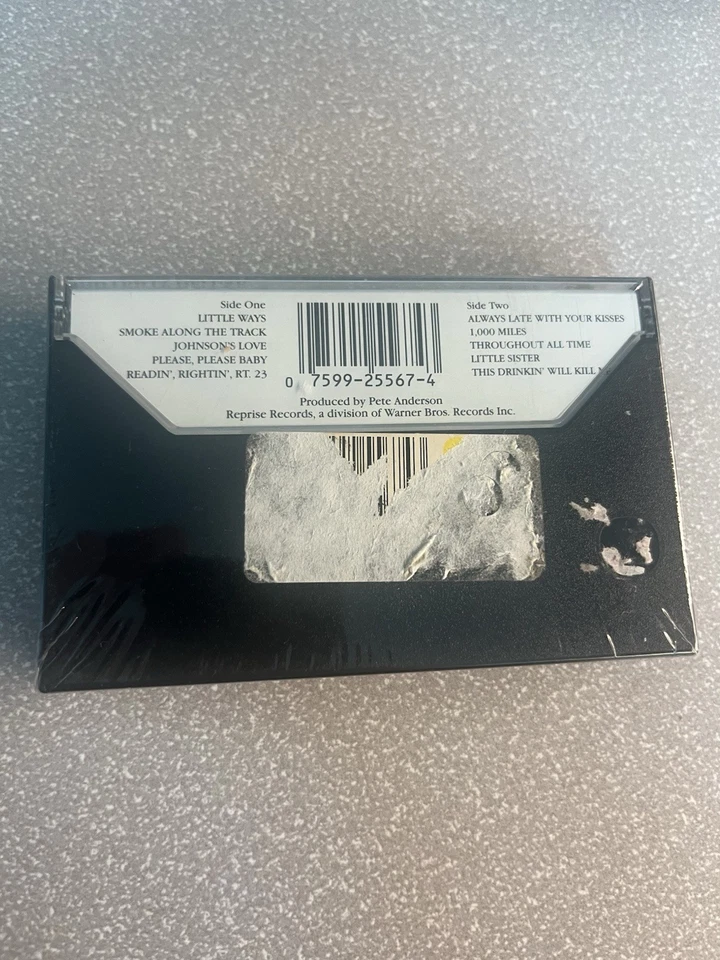 Side One
LITTLE WAYS
SMOKE ALONG THE TRACK
JOHNSON'S LOVE
PLEASE, PLEASE BABY
READIN', RIGHTIN', RT. 23
0 7599-25567-4
Side Two
ALWAYS LATE WITH YOUR KISSES
1,000 MILES
THROUGHOUT ALL TIME
LITTLE SISTER
THIS DRINKIN' WILL KILL
Produced by Pete Anderson
Reprise Records, a division of Warner Bros. Records Inc.